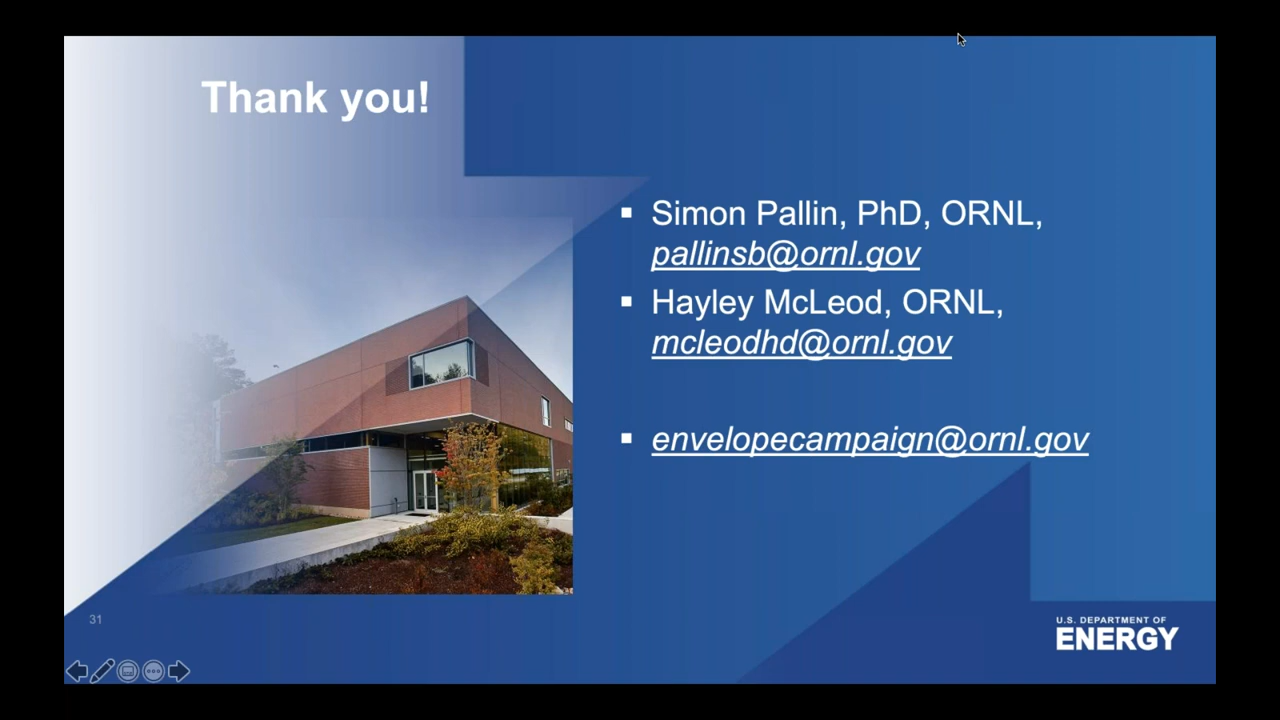 Thank you!
▪ Simon Pallin, PhD, ORNL,
pallinsb@ornl.gov
▪ Hayley McLeod, ORNL,
mcleodhd@ornl.gov
▪ envelopecampaign@ornl.gov
31
U.S. DEPARTMENT OF
ENERGY